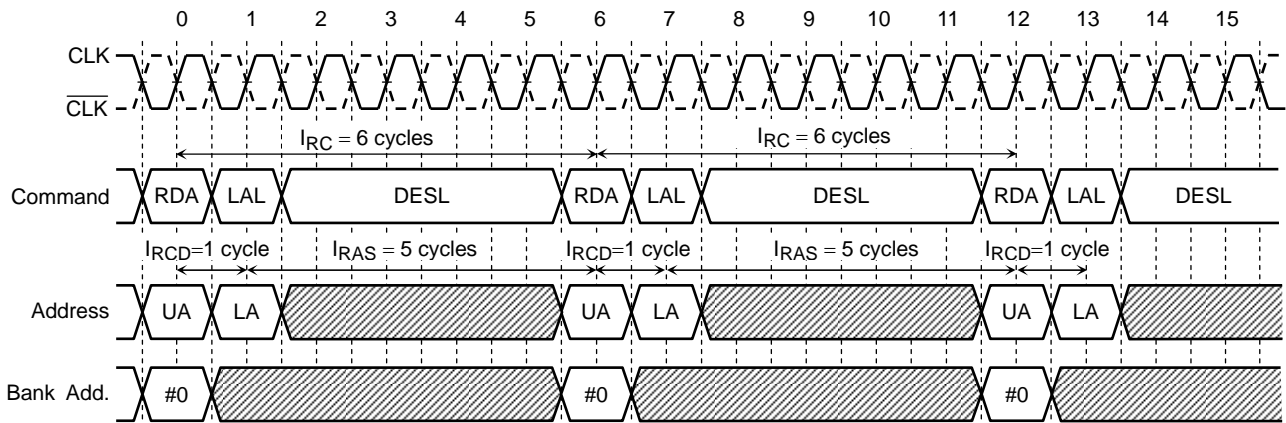 0 1 2 3 4 5 6 7 8 9 10 11 12 13 14 15
CLK
CLK
IRC = 6 cycles IRC = 6 cycles
Command RDA LAL DESL RDA LAL DESL RDA LAL DESL
IRCD=1 cycle IRAS = 5 cycles IRCD=1 cycle IRAS = 5 cycles IRCD=1 cycle
Address UA LA UA LA UA LA
Bank Add. #0 #0 #0